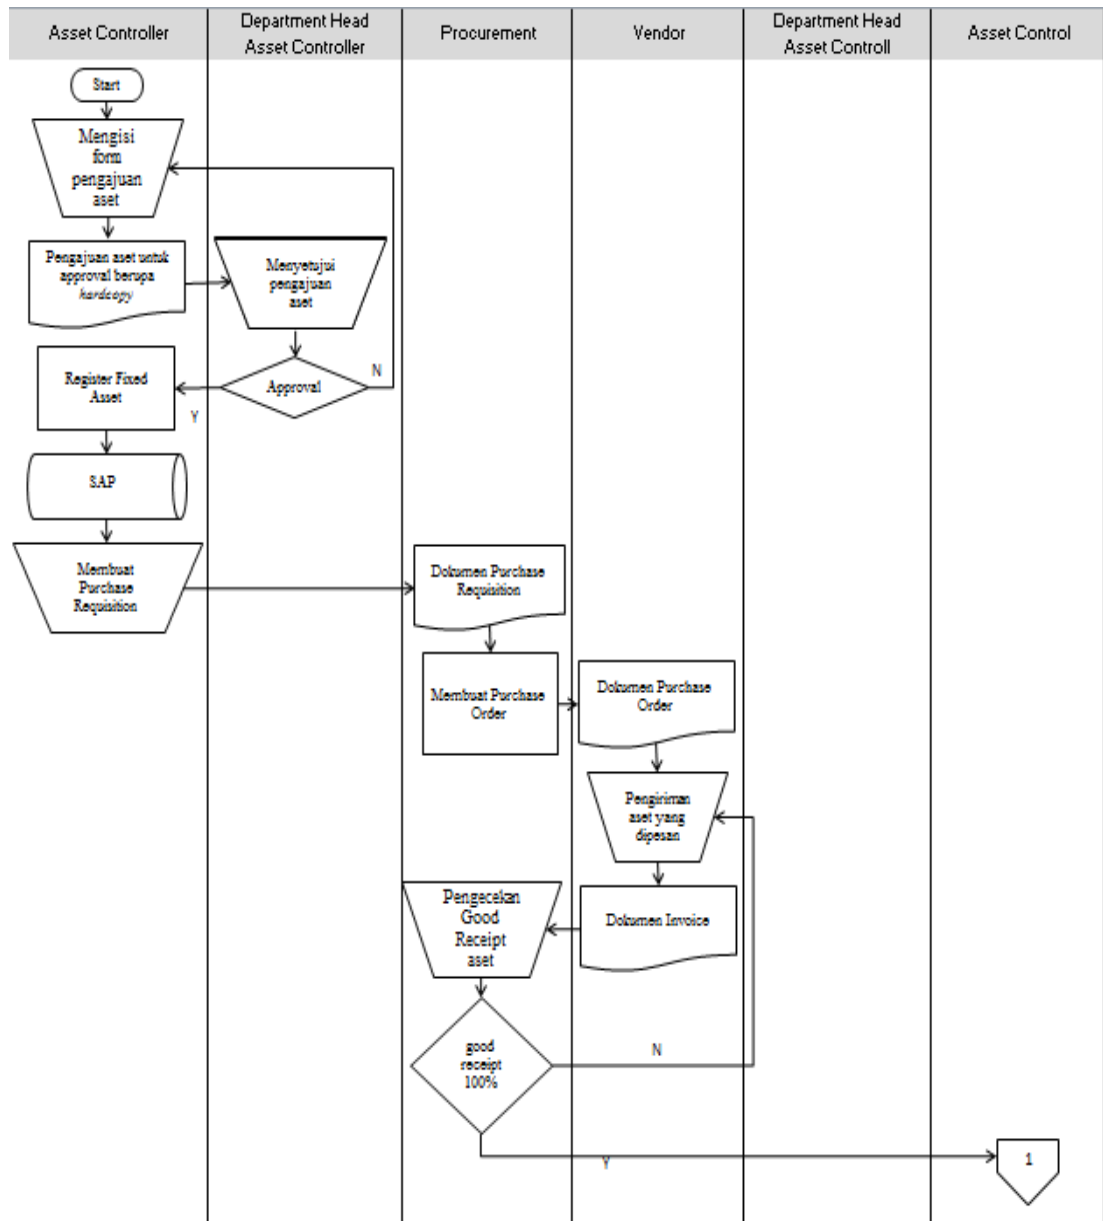 Asset Controller
Department Head
Asset Controller
Procurement
Vendor
Department Head
Asset Controll
Asset Control
Start
Mengisi
form
pengajuan
aset
Pengajuan aset untuk
approval berupa
hardcopy
Menyetujui
pengajuan
aset
Approval
N
Y
Register Fixed
Asset
SAP
Membuat
Purchase
Requisition
Dokumen Purchase
Requisition
Membuat Purchase
Order
Dokumen Purchase
Order
Pengiriman
aset yang
dipesan
Dokumen Invoice
Pengecekan
Good
Receipt
aset
good
receipt
100%
N
Y
1